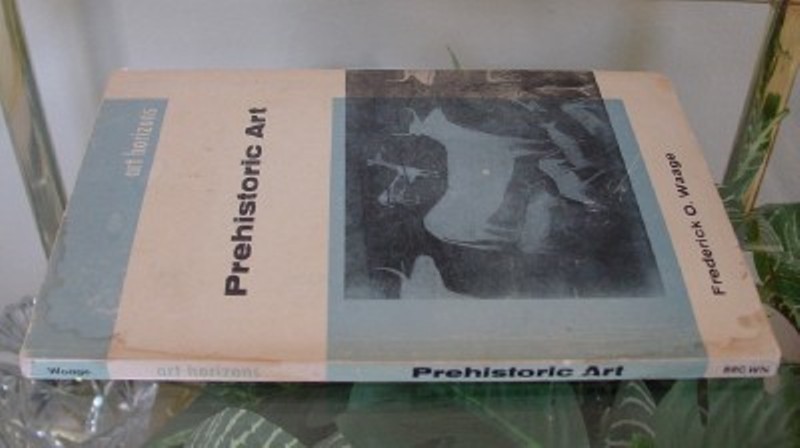 art horizons
Prehistoric Art
Frederick O. Waage
Waage
art horizons
Prehistoric Art
BROWN